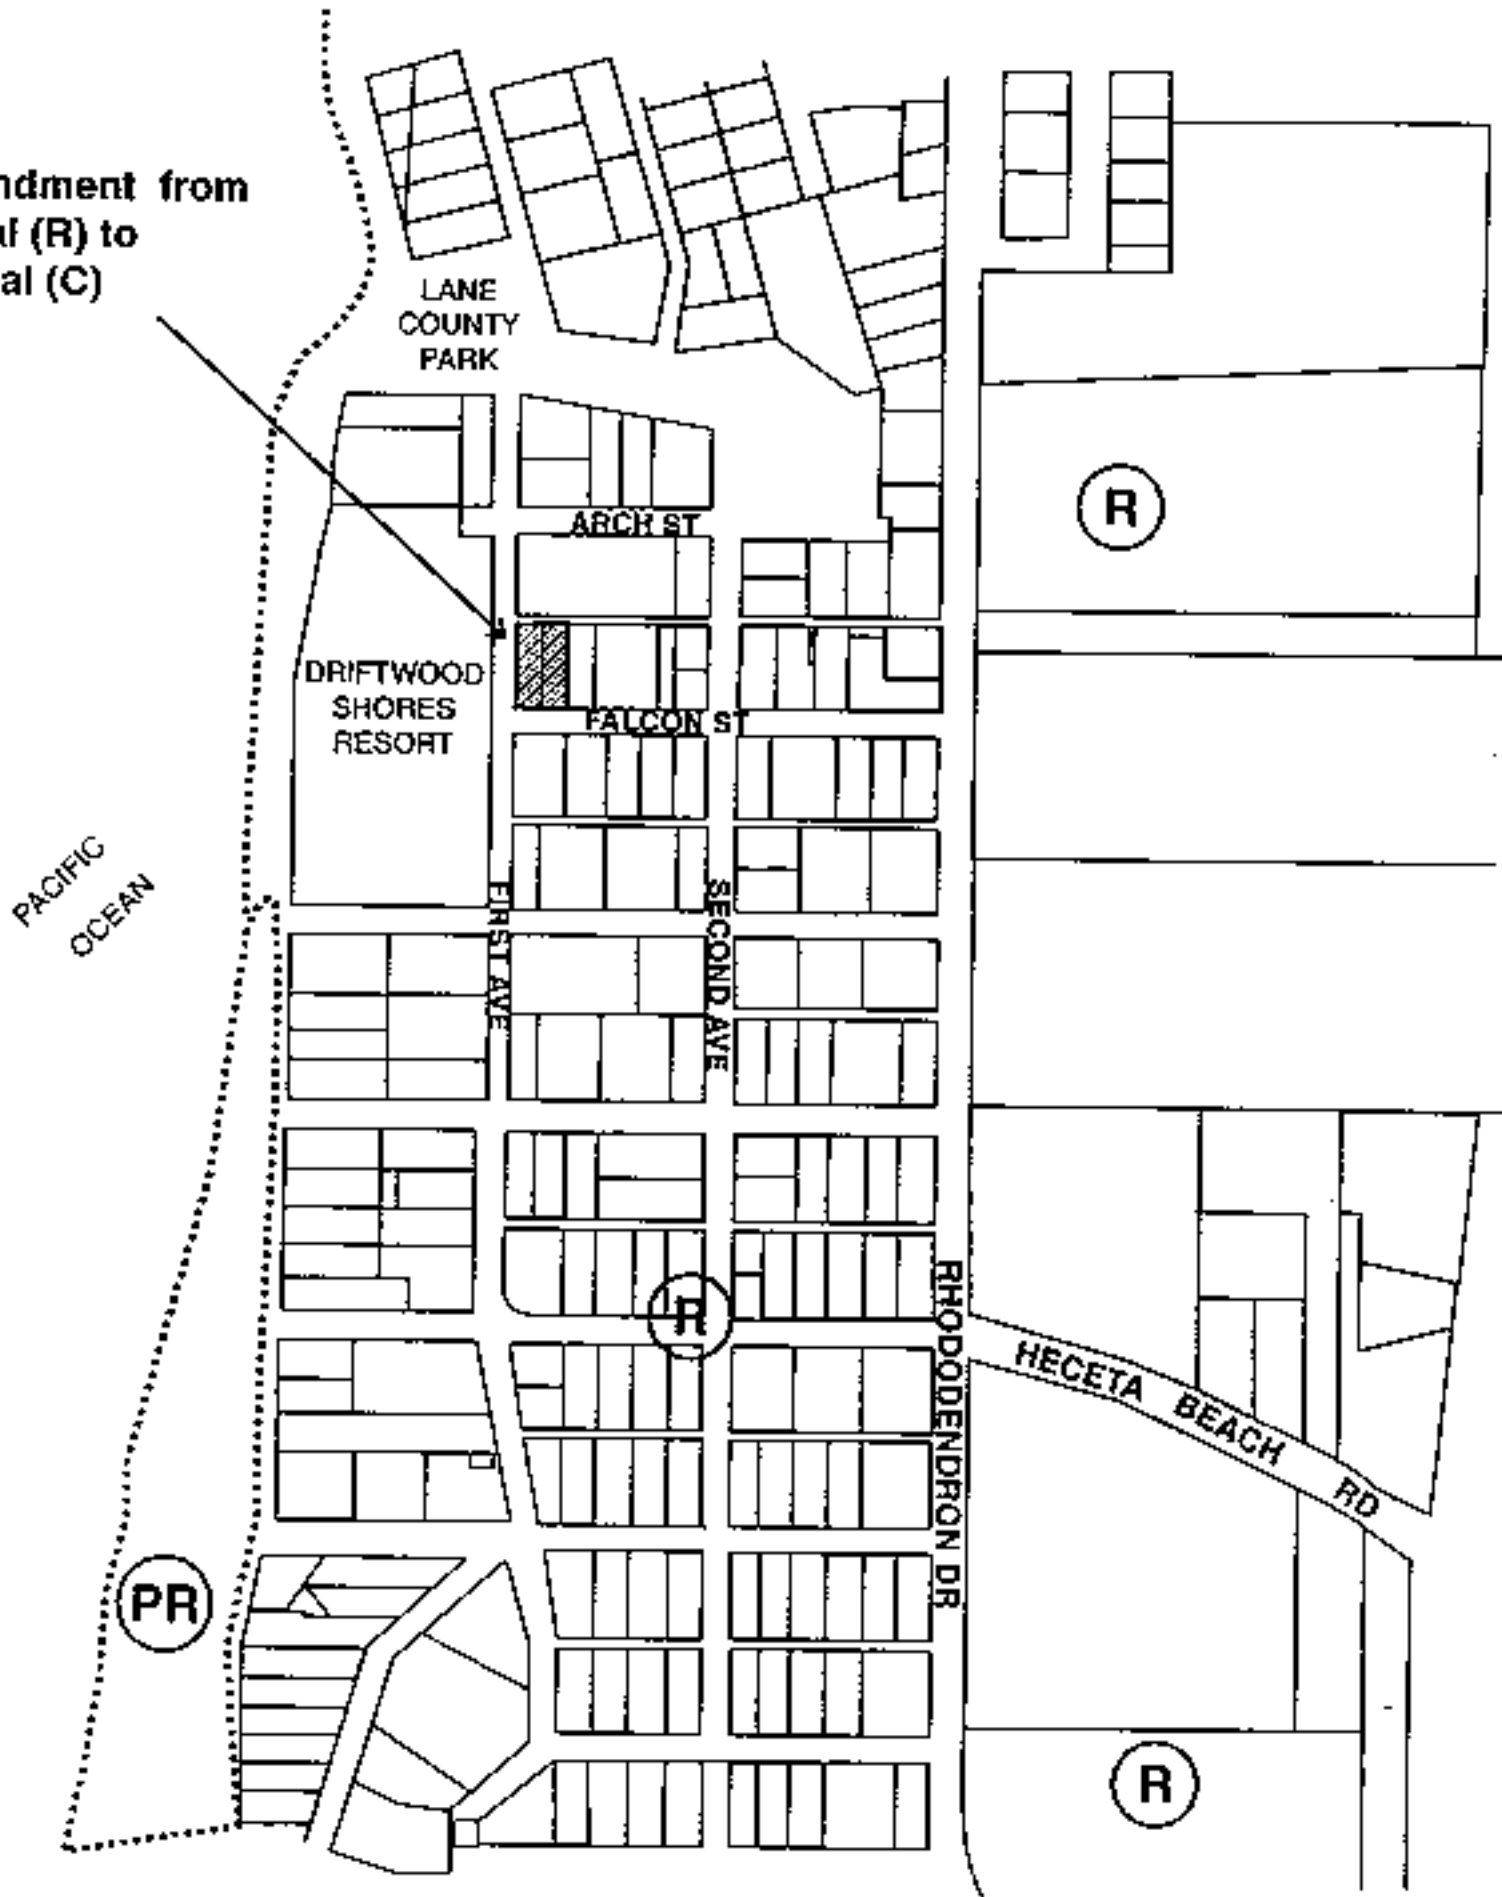 ndment from
al (R) to
al (C)
LANE
COUNTY
PARK
R
ARCH ST
DRIFTWOOD
SHORES
RESORT
FALCON ST
PACIFIC
OCEAN
FIRST AVE
SECOND AVE
R
RHODODENDRON DR
HECETA BEACH RD
PR
R